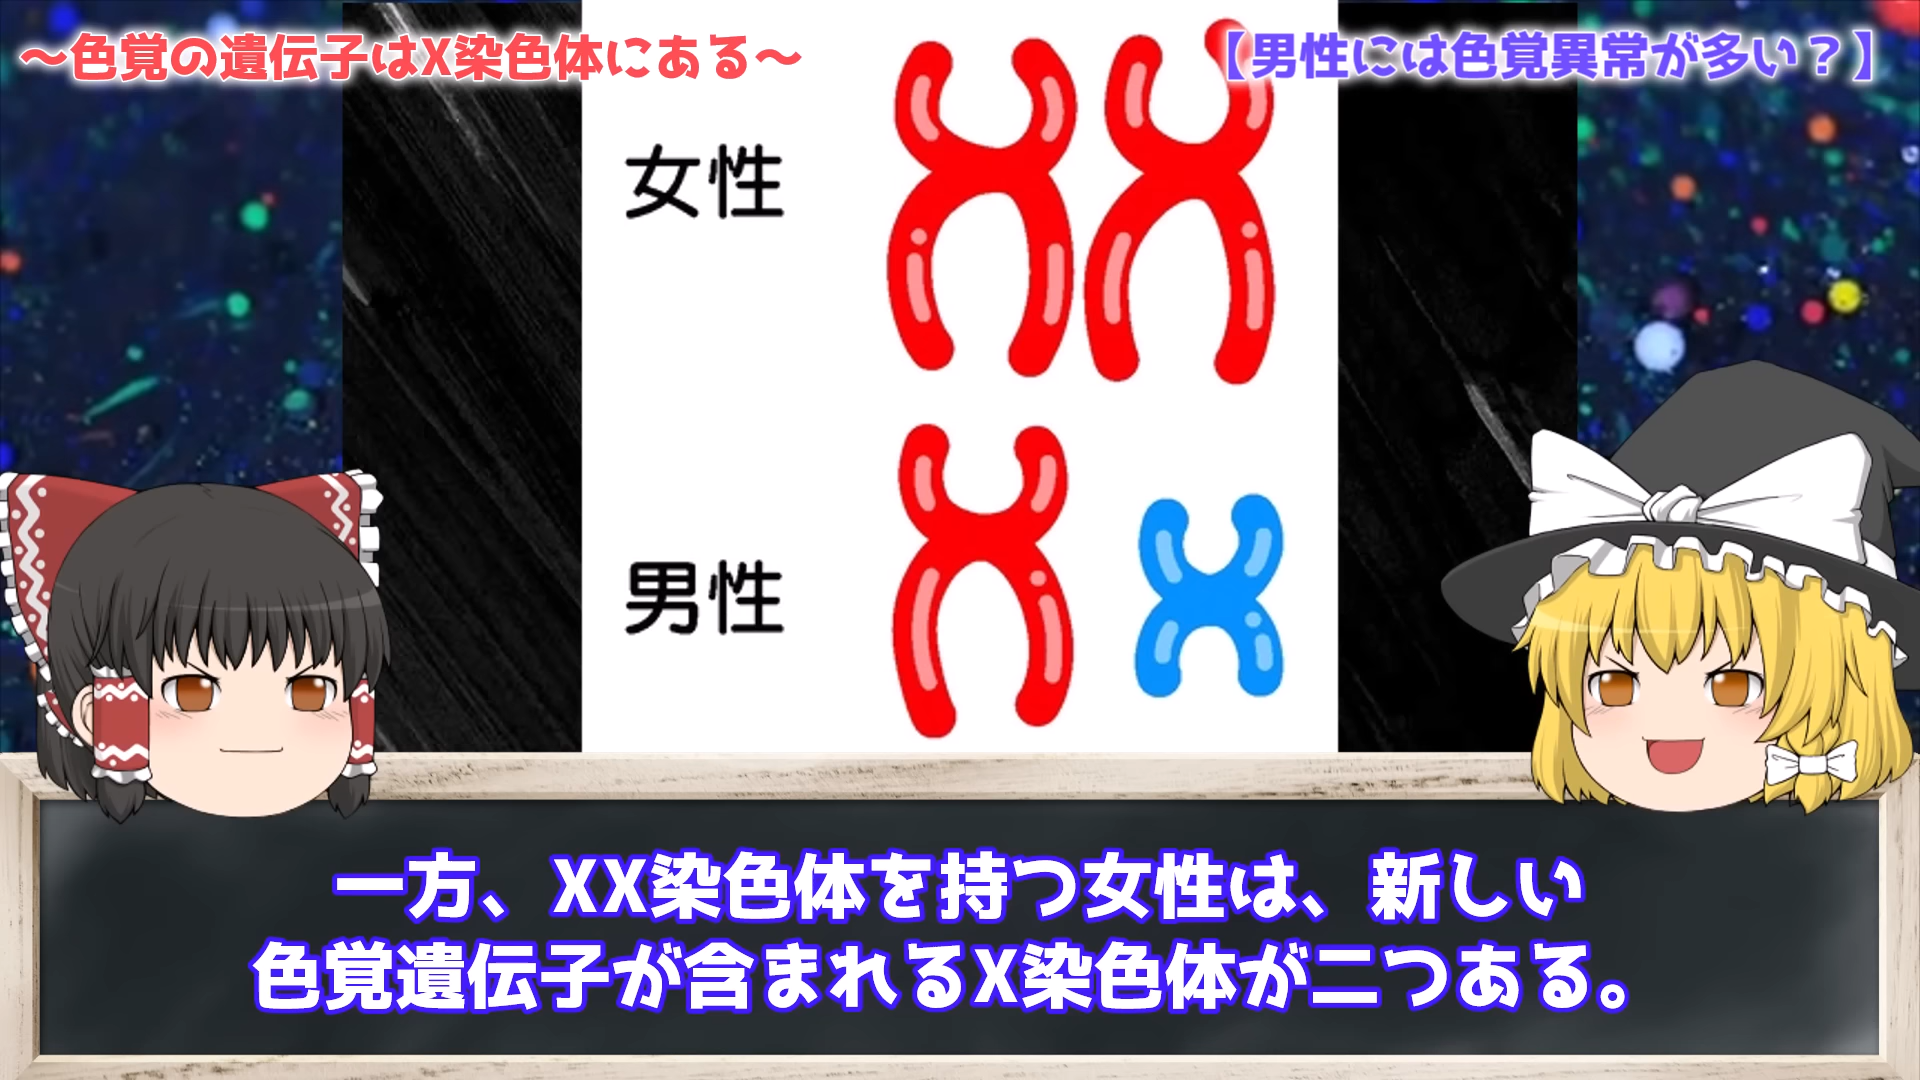 ～色覚の遺伝子はX染色体にある～
【男性には色覚異常が多い？】
女性
男性
一方、XX染色体を持つ女性は、新しい
色覚遺伝子が含まれるX染色体が二つある。